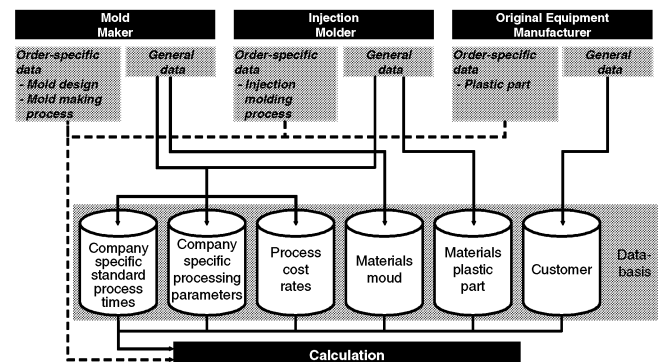 Mold
Maker
Injection
Molder
Original Equipment
Manufacturer
Order-specific
data
- Mold design
- Mold making
process
General
data
Order-specific
data
- Injection
molding
process
General
data
Order-specific
data
- Plastic part
General
data
Company
specific
standard
process
times
Company
specific
processing
parameters
Process
cost
rates
Materials
moud
Materials
plastic
part
Customer
Data-
basis
Calculation